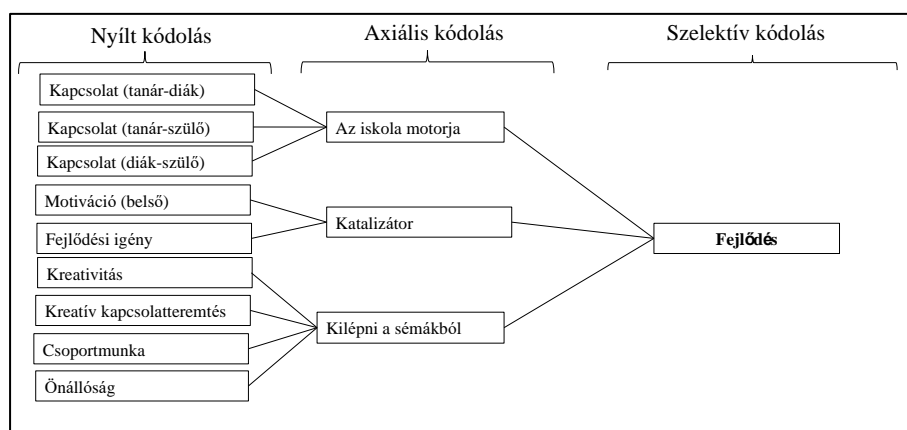 Nyílt kódolás
Axiális kódolás
Szelektív kódolás
Kapcsolat (tanár-diák)
Kapcsolat (tanár-szülő)
Kapcsolat (diák-szülő)
Motiváció (belső)
Fejlődési igény
Kreativitás
Kreatív kapcsolatteremtés
Csoportmunka
Önállóság
Az iskola motorja
Katalizátor
Kilépni a sémákból
Fejlődés